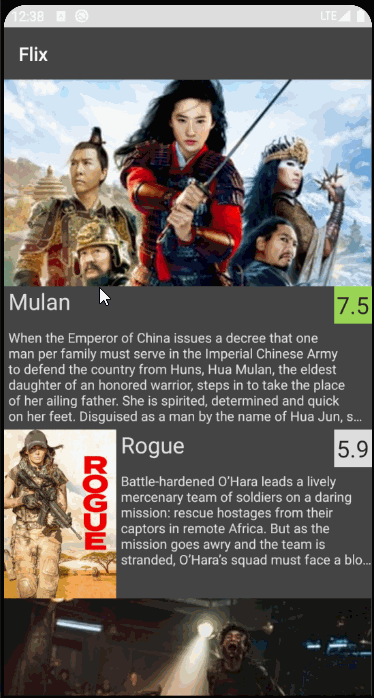 12:38 LTE
Flix
Mulan 7.5
When the Emperor of China issues a decree that one
man per family must serve in the Imperial Chinese Army
to defend the country from Huns, Hua Mulan, the eldest
daughter of an honored warrior, steps in to take the place
of her ailing father. She is spirited, determined and quick
on her feet. Disguised as a man by the name of Hua Jun, s...
ROGUE
Rogue 5.9
Battle-hardened O'Hara leads a lively
mercenary team of soldiers on a daring
mission: rescue hostages from their
captors in remote Africa. But as the
mission goes awry and the team is
stranded, O'Hara's squad must face a blo...